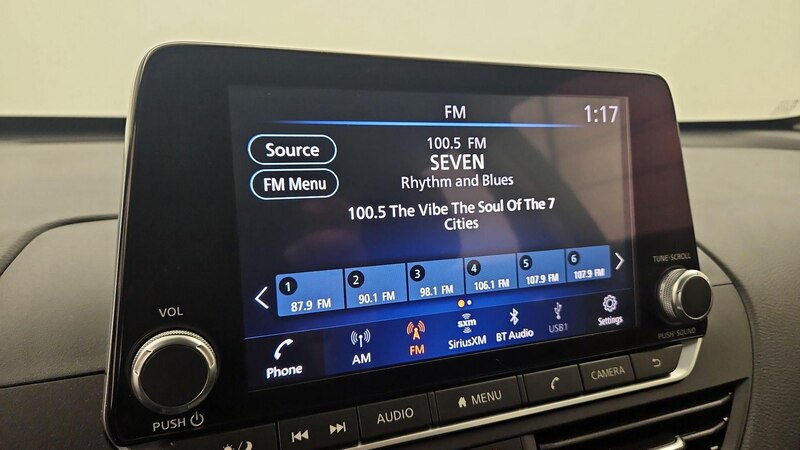 FM
1:17
Source
FM Menu
100.5 FM
SEVEN
Rhythm and Blues
100.5 The Vibe The Soul Of The 7
Cities
1
87.9 FM
2
90.1 FM
3
98.1 FM
4
106.1 FM
5
107.9 FM
6
107.9 FM
Phone
AM
FM
sxm
SiriusXM
BT Audio
USB1
Settings
VOL
PUSH
TUNE·SCROLL
PUSH SOUND
AUDIO
MENU
CAMERA